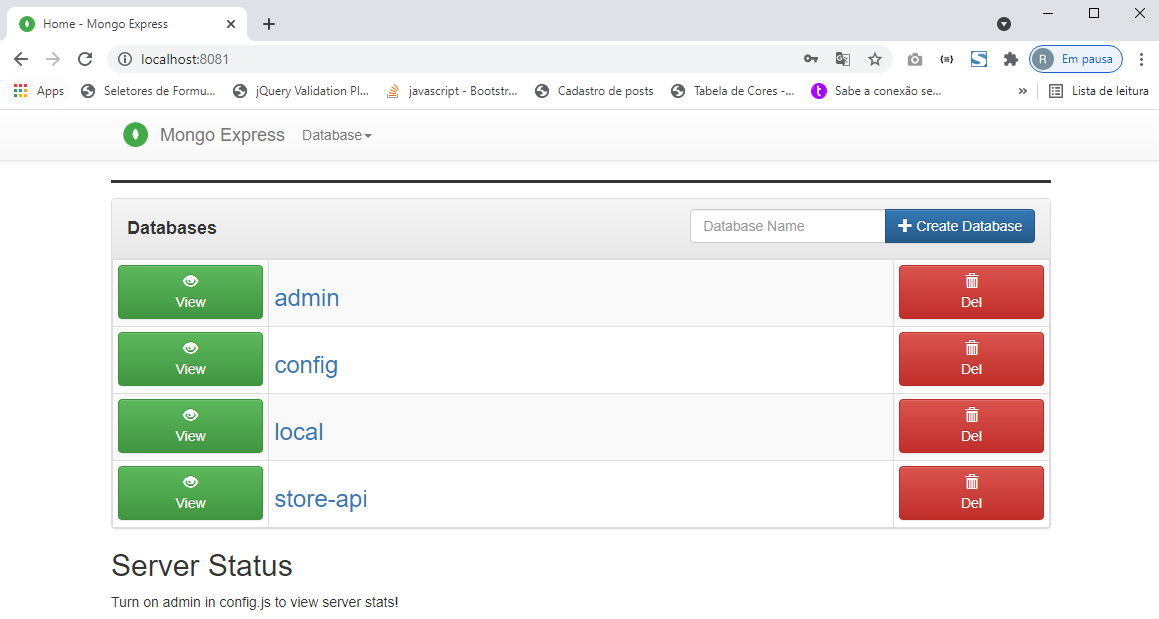 Home - Mongo Express
localhost:8081
R Em pausa
Apps Seletores de Formu... jQuery Validation Pl... javascript - Bootstr... Cadastro de posts Tabela de Cores -... t Sabe a conexão se... » Lista de leitura
Mongo Express Database
Databases Database Name Create Database
View admin Del
View config Del
View local Del
View store-api Del
Server Status
Turn on admin in config.js to view server stats!